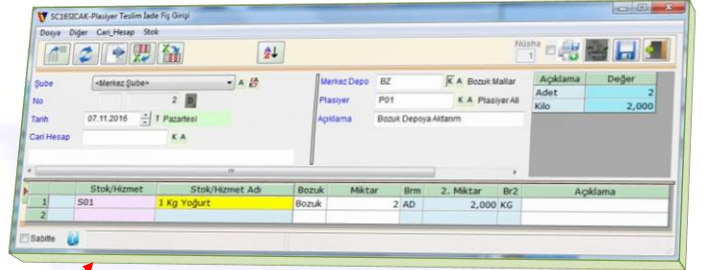 SC16SICAK-Plasiyer Teslim İade Fiş Girişi
Dosya Diğer Cari_Hesap Stok
Nüsha
1
Şube <Merkez Şube> A
No 2 D
Tarih 07.11.2016 T Pazartesi
Cari Hesap K A
Merkez Depo BZ K A Bozuk Mallar
Plasiyer P01 K A Plasiyer Ali
Açıklama Bozuk Depoya Aktarım
Açıklama Değer
Adet 2
Kilo 2,000
Stok/Hizmet Stok/Hizmet Adı Bozuk Miktar Brm 2. Miktar Br2 Açıklama
1 S01 1 Kg Yoğurt Bozuk 2 AD 2,000 KG
2
Sabitle